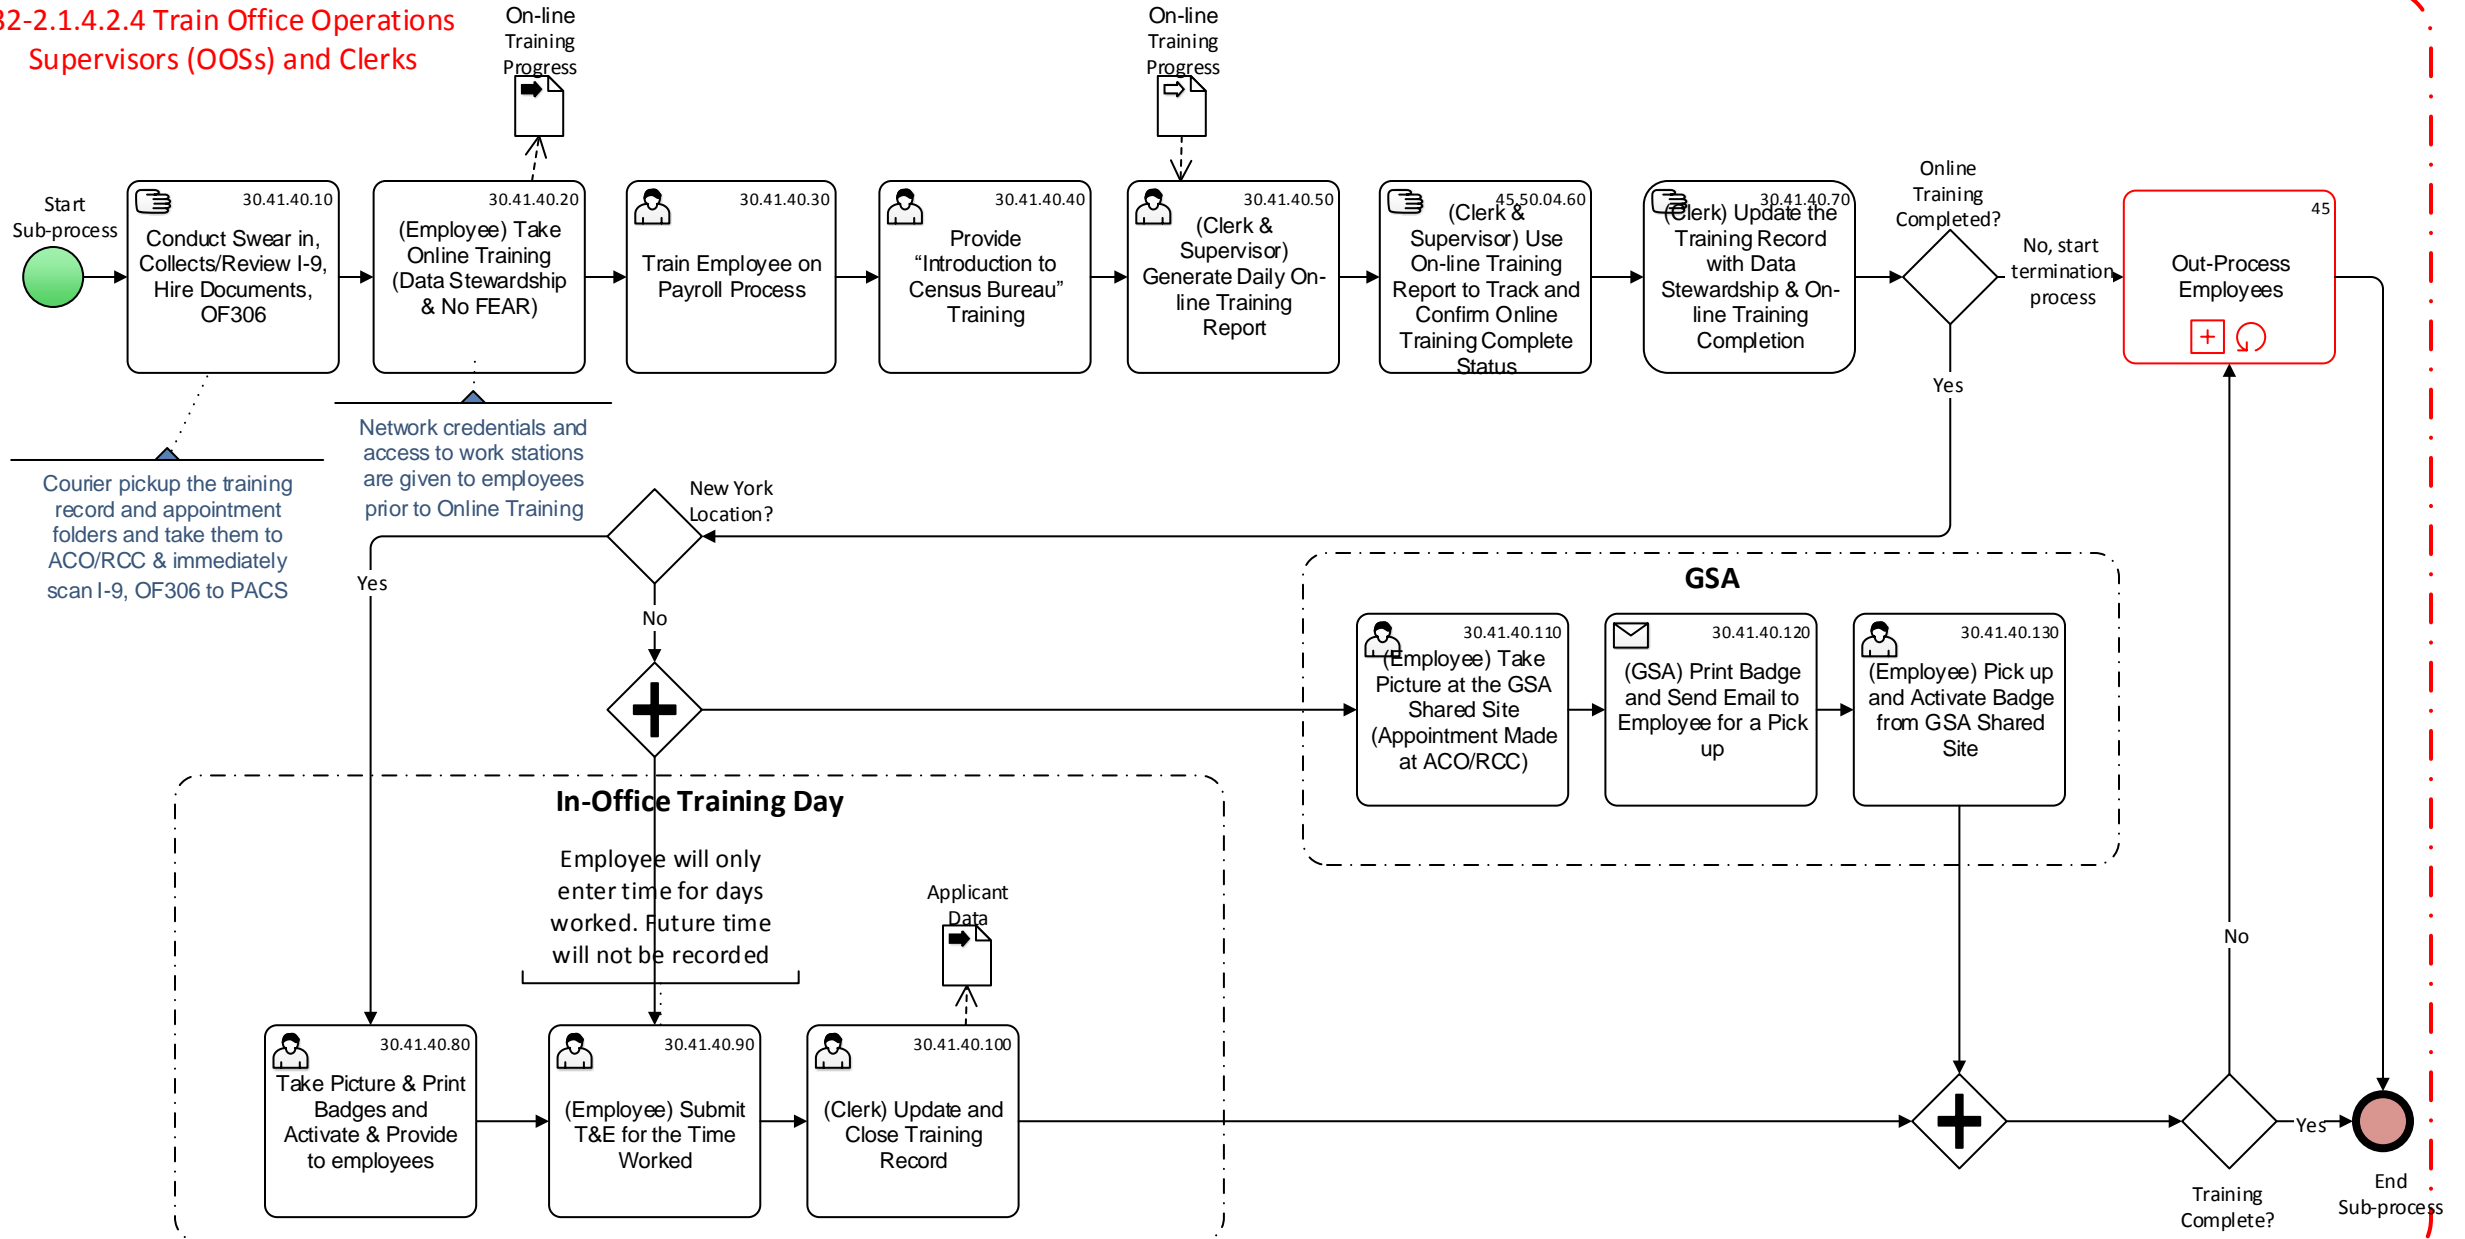 32-2.1.4.2.4 Train Office Operations
Supervisors (OOSs) and Clerks
On-line
Training
Progress
On-line
Training
Progress
Start
Sub-process
30.41.40.10
Conduct Swear in,
Collects/Review I-9,
Hire Documents,
OF306
30.41.40.20
(Employee) Take
Online Training
(Data Stewardship
& No FEAR)
30.41.40.30
Train Employee on
Payroll Process
30.41.40.40
Provide
“Introduction to
Census Bureau”
Training
30.41.40.50
(Clerk &
Supervisor)
Generate Daily On-
line Training
Report
45.50.04.60
(Clerk &
Supervisor) Use
On-line Training
Report to Track and
Confirm Online
Training Complete
Status
30.41.40.70
(Clerk) Update the
Training Record
with Data
Stewardship & On-
line Training
Completion
Online
Training
Completed?
No, start
termination
process
45
Out-Process
Employees
Yes
Courier pickup the training
record and appointment
folders and take them to
ACO/RCC & immediately
scan I-9, OF306 to PACS
Network credentials and
access to work stations
are given to employees
prior to Online Training
New York
Location?
Yes
No
GSA
30.41.40.110
(Employee) Take
Picture at the GSA
Shared Site
(Appointment Made
at ACO/RCC)
30.41.40.120
(GSA) Print Badge
and Send Email to
Employee for a Pick
up
30.41.40.130
(Employee) Pick up
and Activate Badge
from GSA Shared
Site
In-Office Training Day
Employee will only
enter time for days
worked. Future time
will not be recorded
Applicant
Data
30.41.40.80
Take Picture & Print
Badges and
Activate & Provide
to employees
30.41.40.90
(Employee) Submit
T&E for the Time
Worked
30.41.40.100
(Clerk) Update and
Close Training
Record
No
Yes
Training
Complete?
End
Sub-process